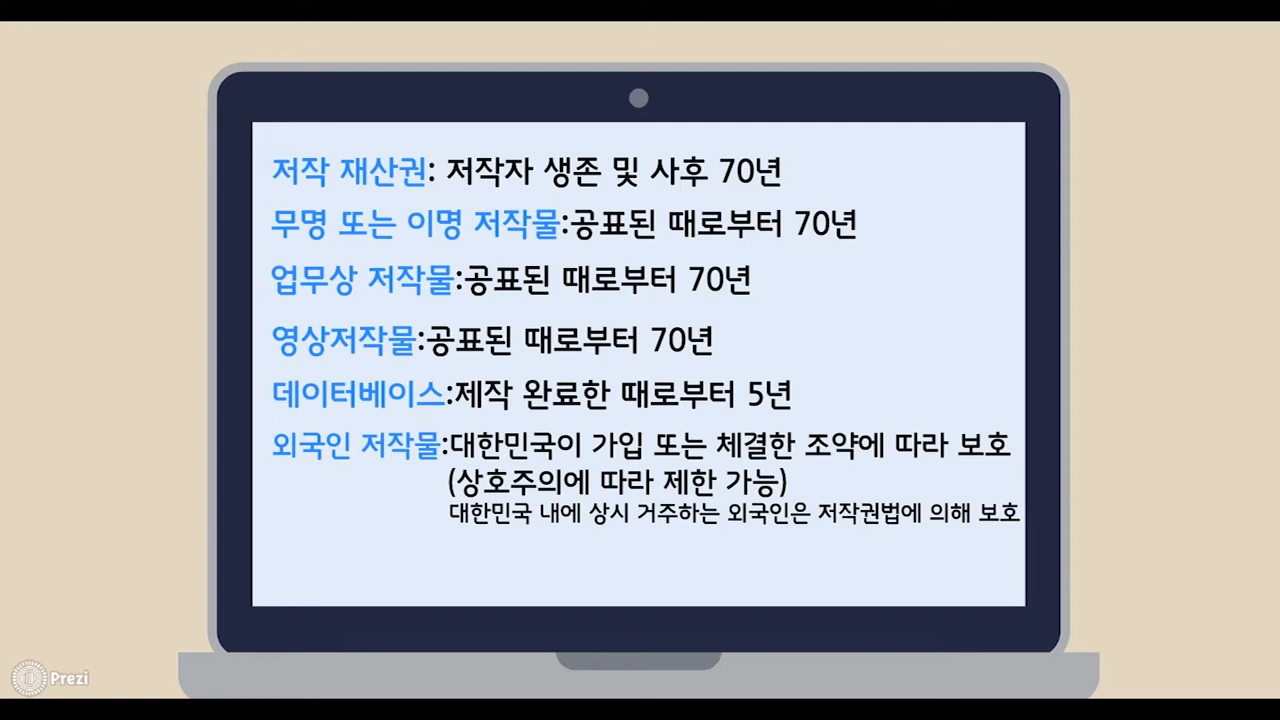 저작 재산권: 저작자 생존 및 사후 70년
무명 또는 이명 저작물:공표된 때로부터 70년
업무상 저작물:공표된 때로부터 70년
영상저작물:공표된 때로부터 70년
데이터베이스:제작 완료한 때로부터 5년
외국인 저작물:대한민국이 가입 또는 체결한 조약에 따라 보호
(상호주의에 따라 제한 가능)
대한민국 내에 상시 거주하는 외국인은 저작권법에 의해 보호
Prezi